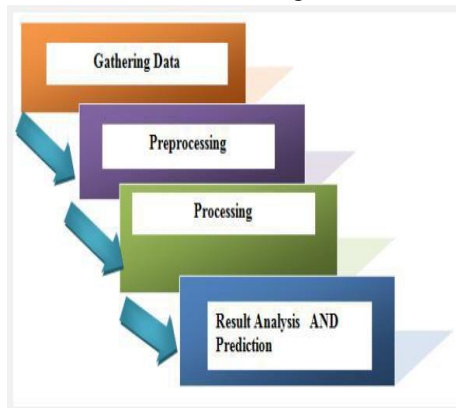 Gathering Data
Preprocessing
Processing
Result Analysis AND
Prediction